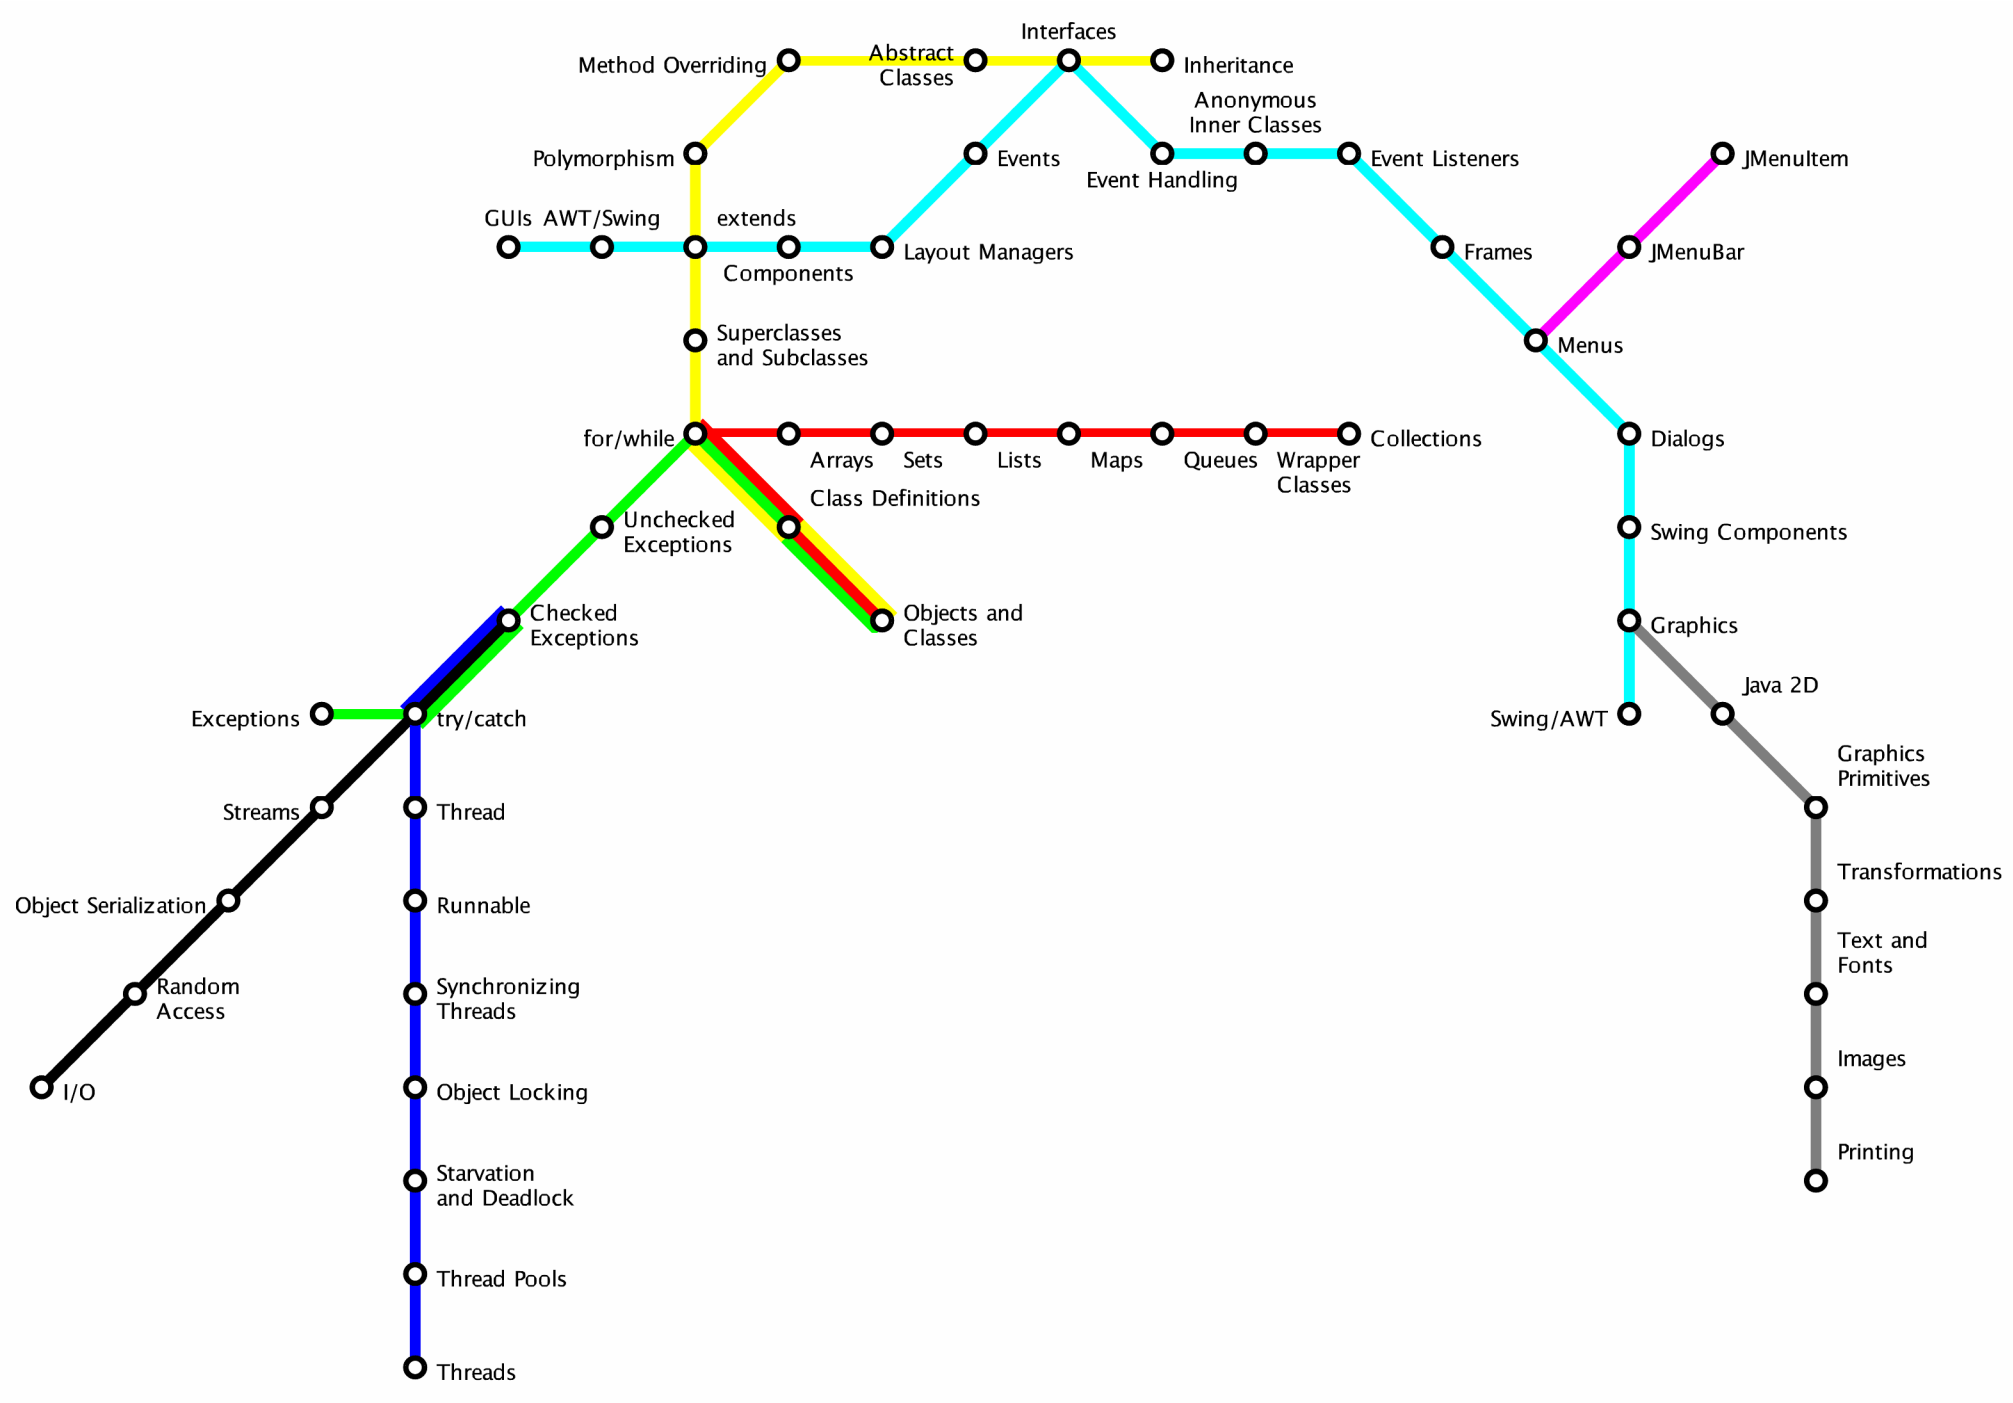 Interfaces
Method Overriding
Abstract
Classes
Inheritance
Anonymous
Inner Classes
Polymorphism
Events
Event Handling
Event Listeners
JMenuItem
GUIs
AWT/Swing
extends
Components
Layout Managers
Frames
JMenuBar
Superclasses
and Subclasses
Menus
for/while
Arrays
Sets
Lists
Maps
Queues
Wrapper
Classes
Collections
Dialogs
Class Definitions
Unchecked
Exceptions
Swing Components
Checked
Exceptions
Objects and
Classes
Graphics
Java 2D
Exceptions
try/catch
Swing/AWT
Graphics
Primitives
Streams
Thread
Transformations
Object Serialization
Runnable
Text and
Fonts
Random
Access
Synchronizing
Threads
Images
I/O
Object Locking
Printing
Starvation
and Deadlock
Thread Pools
Threads